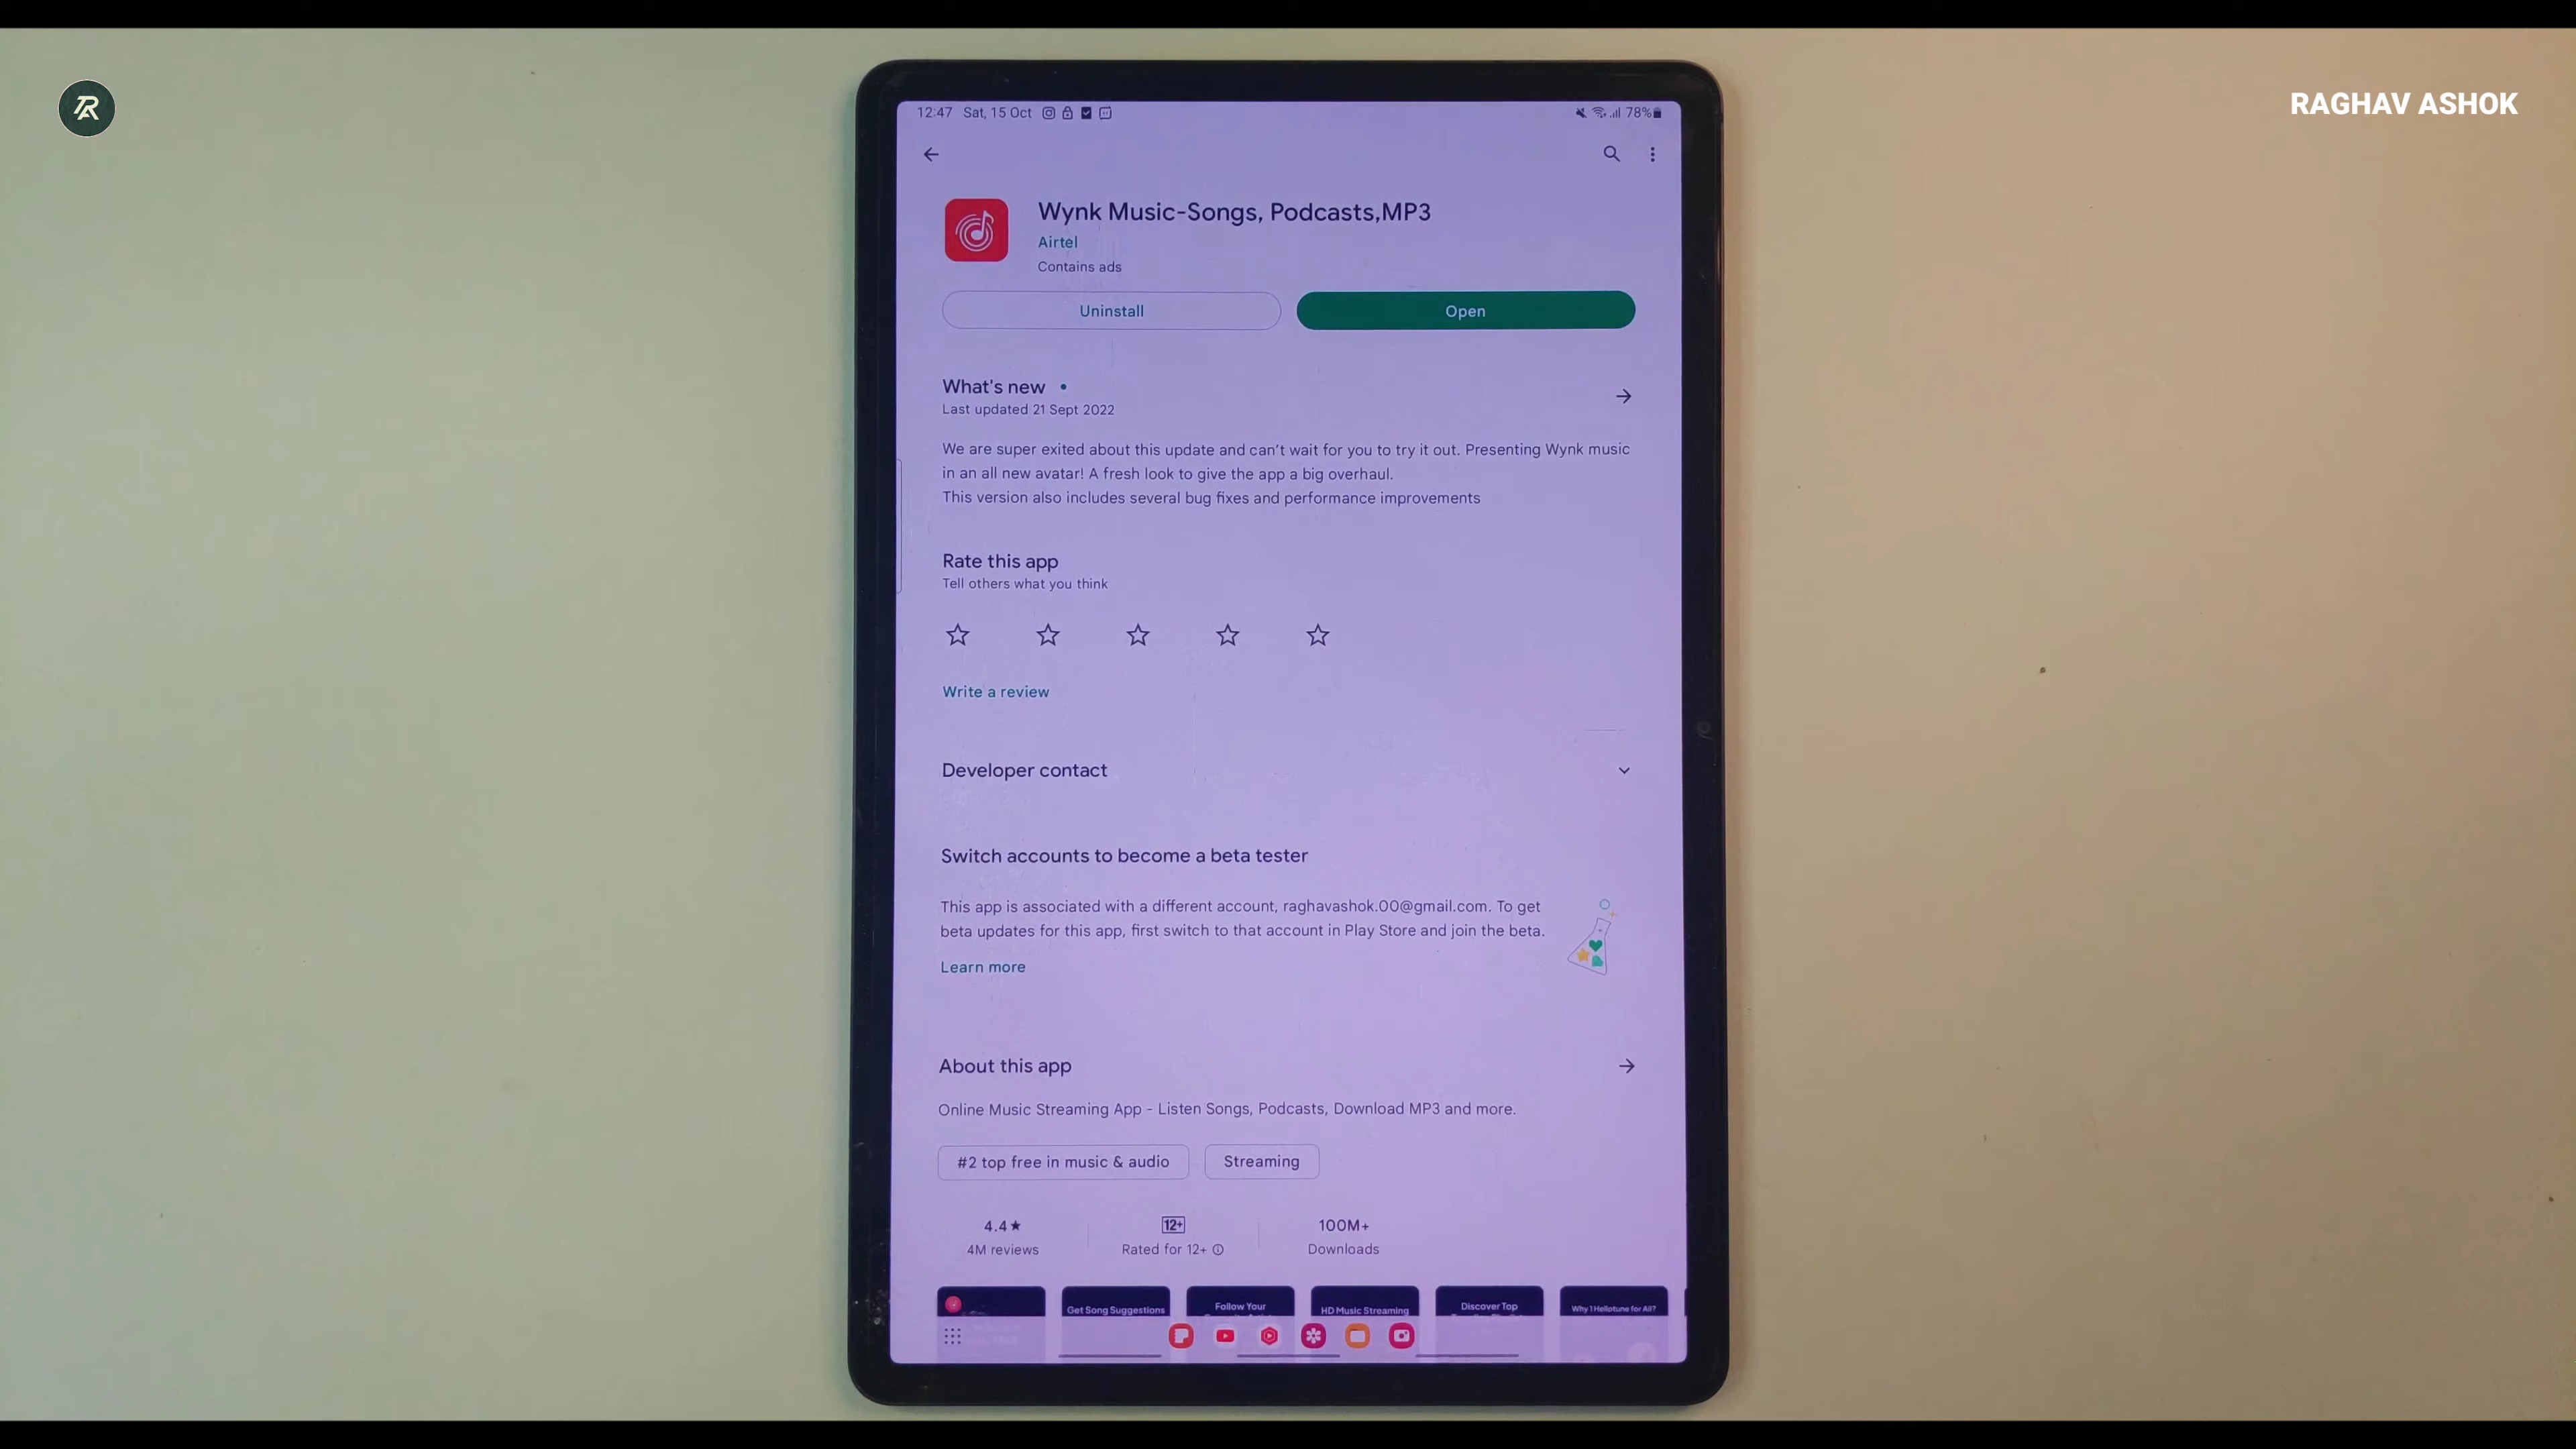 RAGHAV ASHOK
12:47 Sat, 15 Oct
78%
Wynk Music-Songs, Podcasts,MP3
Airtel
Contains ads
Uninstall
Open
What's new •
Last updated 21 Sept 2022
We are super exited about this update and can't wait for you to try it out. Presenting Wynk music
in an all new avatar! A fresh look to give the app a big overhaul.
This version also includes several bug fixes and performance improvements
Rate this app
Tell others what you think
Write a review
Developer contact
Switch accounts to become a beta tester
This app is associated with a different account, raghavashok.00@gmail.com. To get
beta updates for this app, first switch to that account in Play Store and join the beta.
Learn more
About this app
Online Music Streaming App - Listen Songs, Podcasts, Download MP3 and more.
#2 top free in music & audio
Streaming
4.4★
12+
100M+
4M reviews
Rated for 12+
Downloads
Get Song Suggestions
Follow Your
HD Music Streaming
Discover Top
Why 1 Hellotune for All?